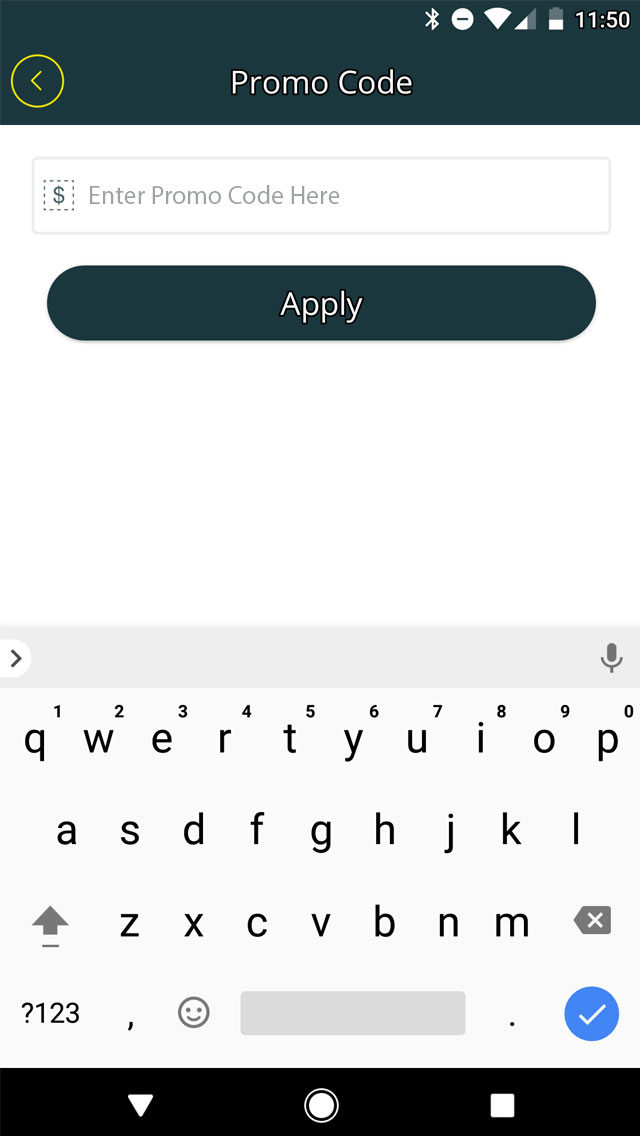 11:50
Promo Code
$ Enter Promo Code Here
Apply
1 2 3 4 5 6 7 8 9 0
q w e r t y u i o p
a s d f g h j k l
z x c v b n m
?123 , .